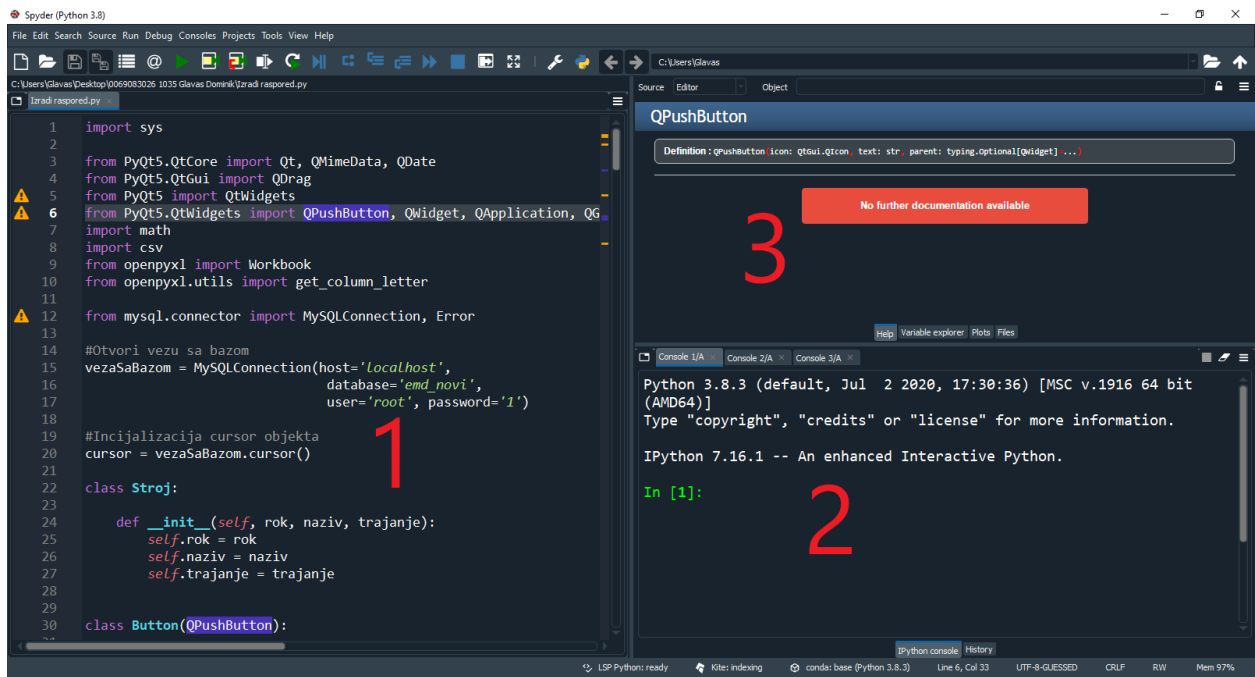 Spyder (Python 3.8)
File Edit Search Source Run Debug Consoles Projects Tools View Help
C:\Users\Glavas
C:\Users\Glavas\Desktop\0069083026 1035 Glavas Dominik\Izradi raspored.py
Izradi raspored.py
1 import sys
2
3 from PyQt5.QtCore import Qt, QMimeData, QDate
4 from PyQt5.QtGui import QDrag
5 from PyQt5 import QtWidgets
6 from PyQt5.QtWidgets import QPushButton, QWidget, QApplication, QG
7 import math
8 import csv
9 from openpyxl import Workbook
10 from openpyxl.utils import get_column_letter
11
12 from mysql.connector import MySQLConnection, Error
13
14 #Otvori vezu sa bazom
15 vezaSaBazom = MySQLConnection(host='localhost',
16 database='emd_novi',
17 user='root', password='1')
18
19 #Incijalizacija cursor objekta
20 cursor = vezaSaBazom.cursor()
21
22 class Stroj:
23
24 def __init__(self, rok, naziv, trajanje):
25 self.rok = rok
26 self.naziv = naziv
27 self.trajanje = trajanje
28
29
30 class Button(QPushButton):
1
Source Editor Object
QPushButton
Definition : QPushButton(icon: QtGui.QIcon, text: str, parent: typing.Optional[QWidget]=...)
No further documentation available
3
Help Variable explorer Plots Files
Console 1/A Console 2/A Console 3/A
Python 3.8.3 (default, Jul 2 2020, 17:30:36) [MSC v.1916 64 bit
(AMD64)]
Type "copyright", "credits" or "license" for more information.
IPython 7.16.1 -- An enhanced Interactive Python.
In [1]:
2
IPython console History
LSP Python: ready Kite: indexing conda: base (Python 3.8.3) Line 6, Col 33 UTF-8-GUESSED CRLF RW Mem 97%